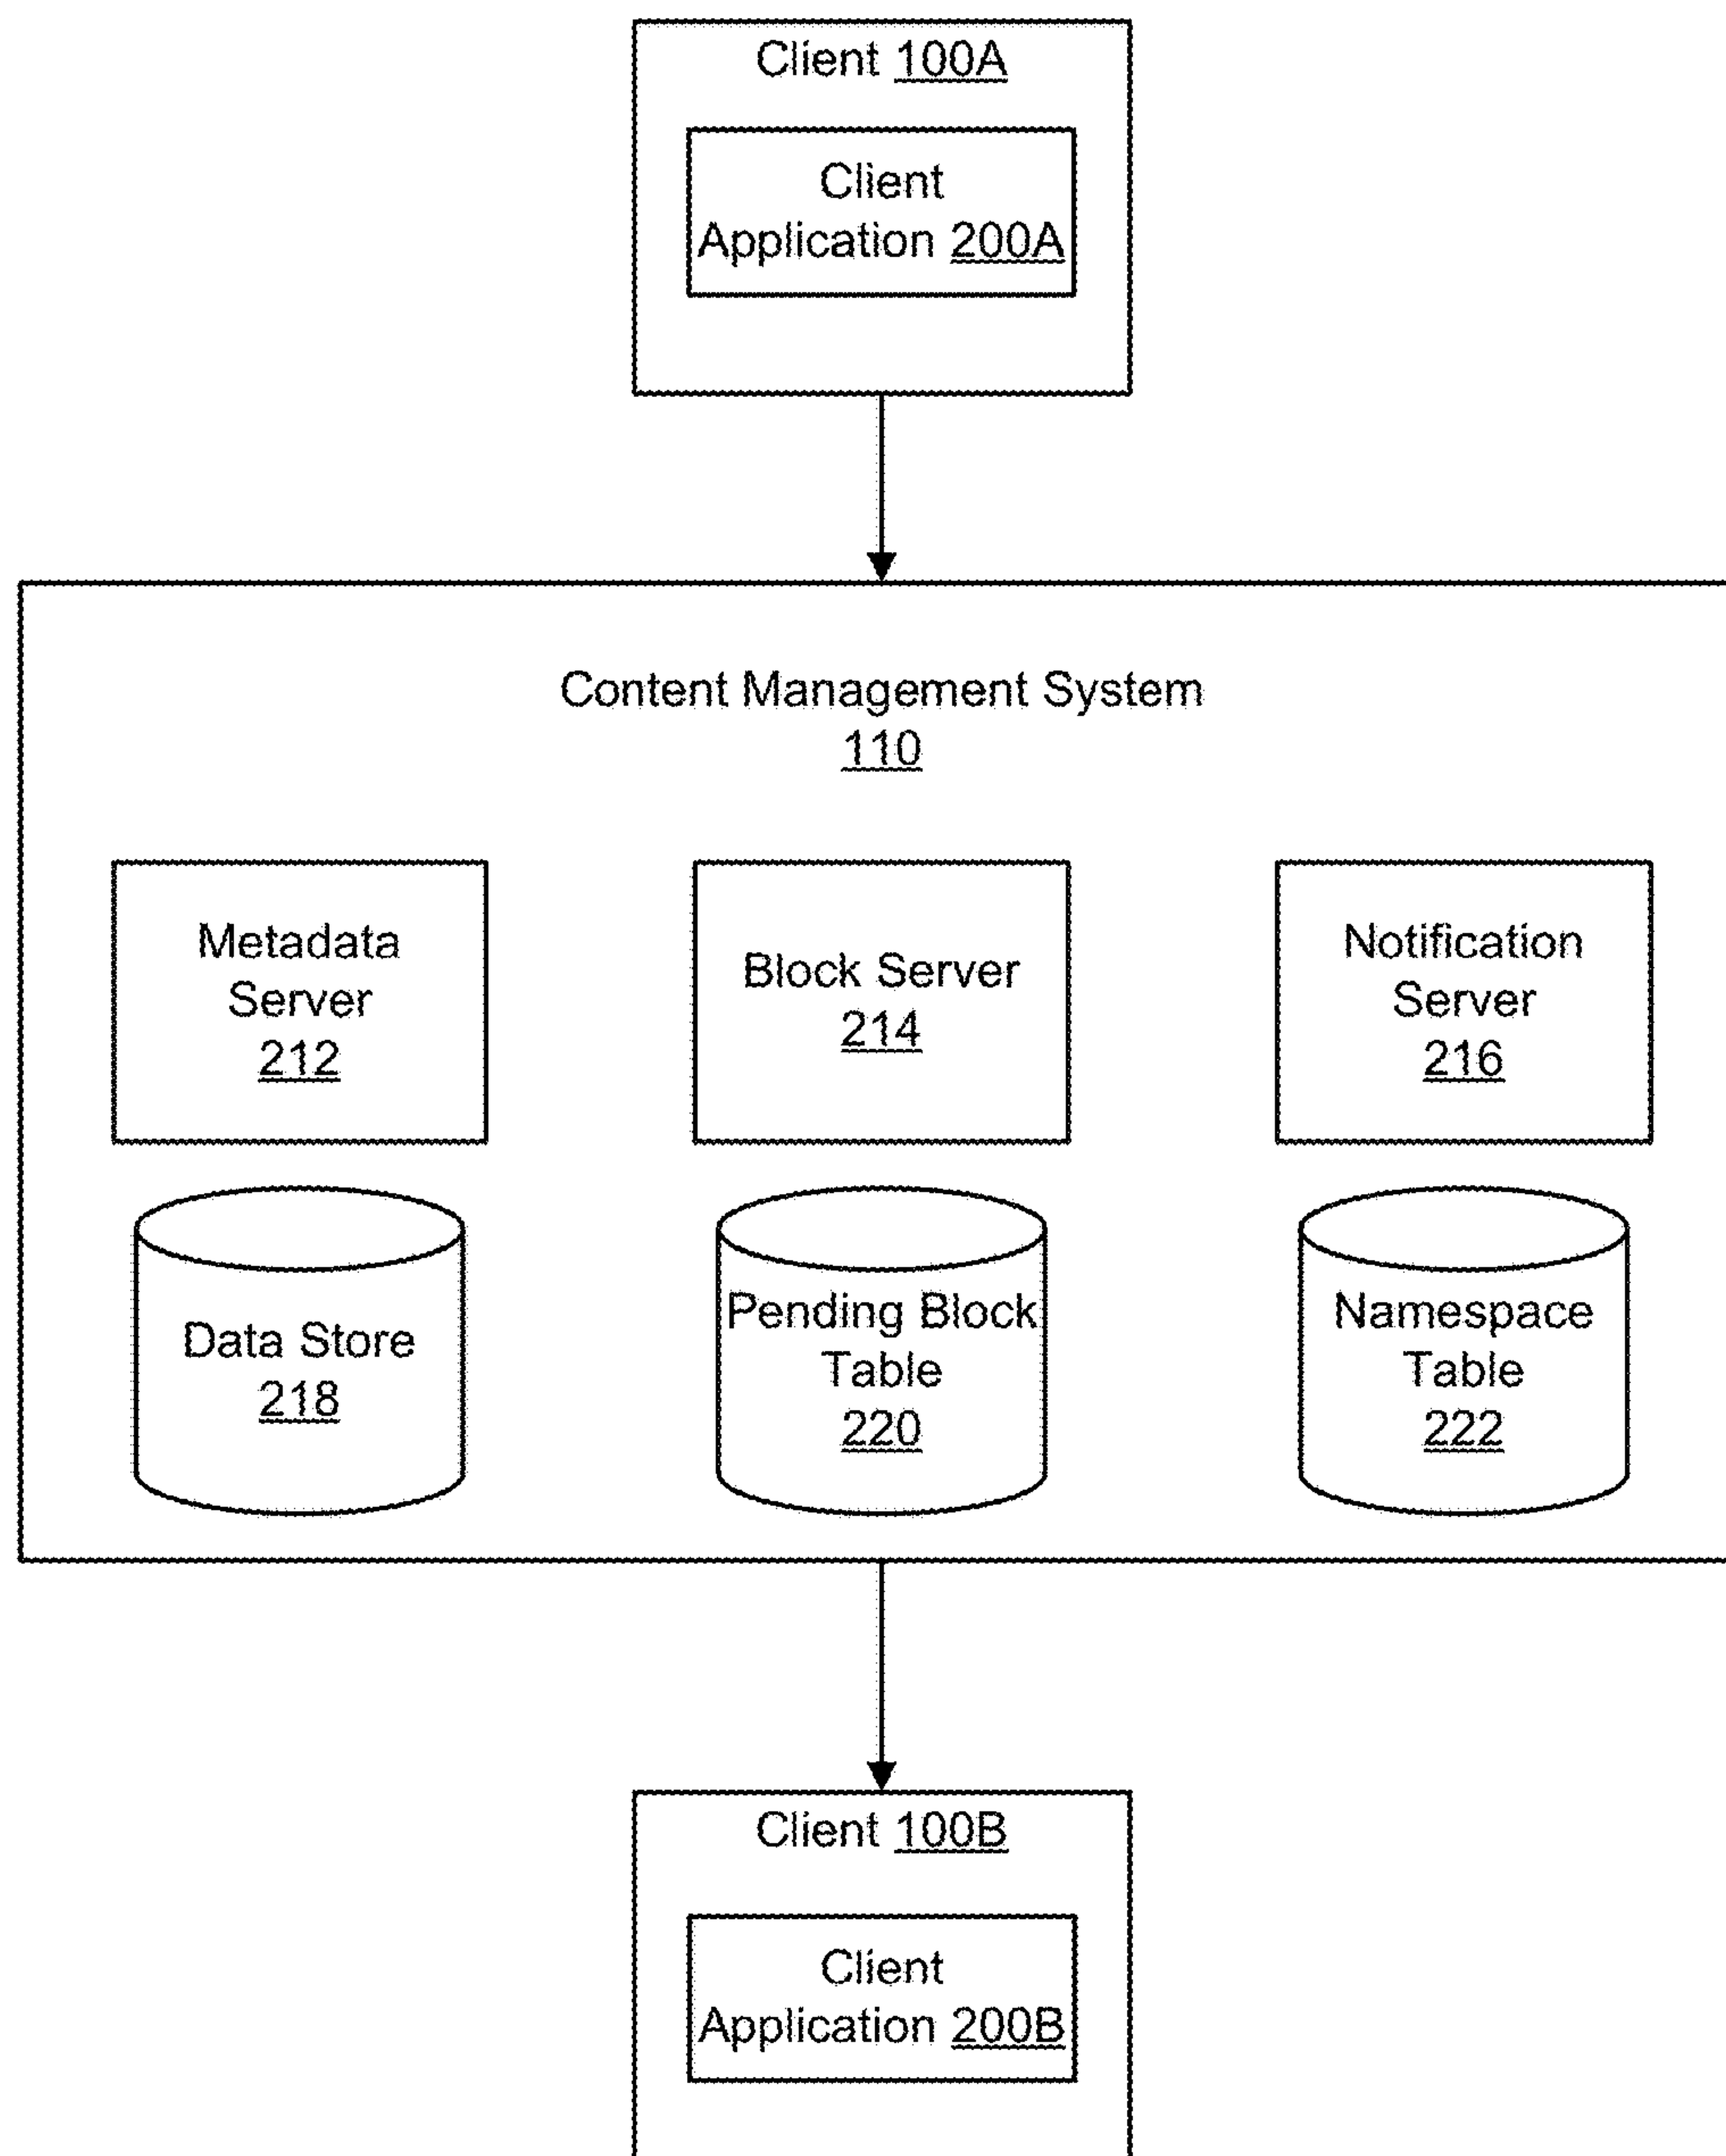 Client 100A
Client
Application 200A
Content Management System
110
Metadata
Server
212
Block Server
214
Notification
Server
216
Data Store
218
Pending Block
Table
220
Namespace
Table
222
Client 100B
Client
Application 200B